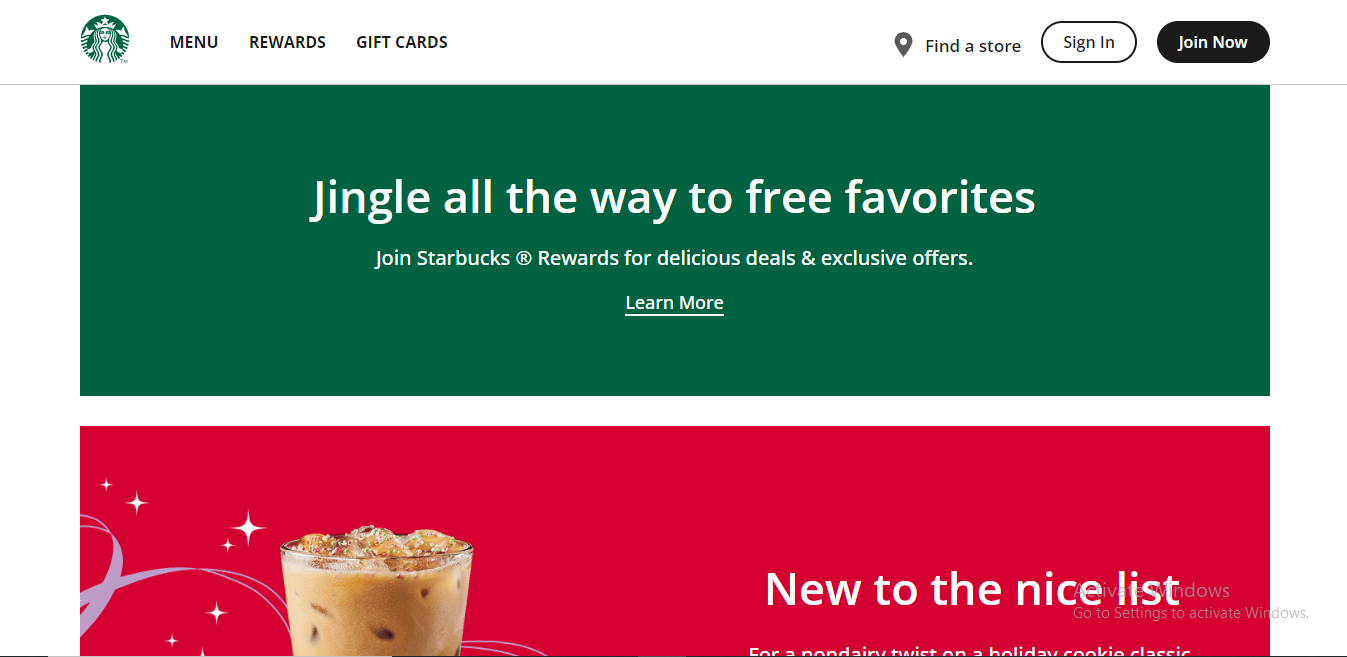 MENU REWARDS GIFT CARDS Find a store Sign In Join Now
TM
Jingle all the way to free favorites
Join Starbucks ® Rewards for delicious deals & exclusive offers.
Learn More
New to the nice list
Activate Windows
Go to Settings to activate Windows.
For a nondairy twist on a holiday cookie classic